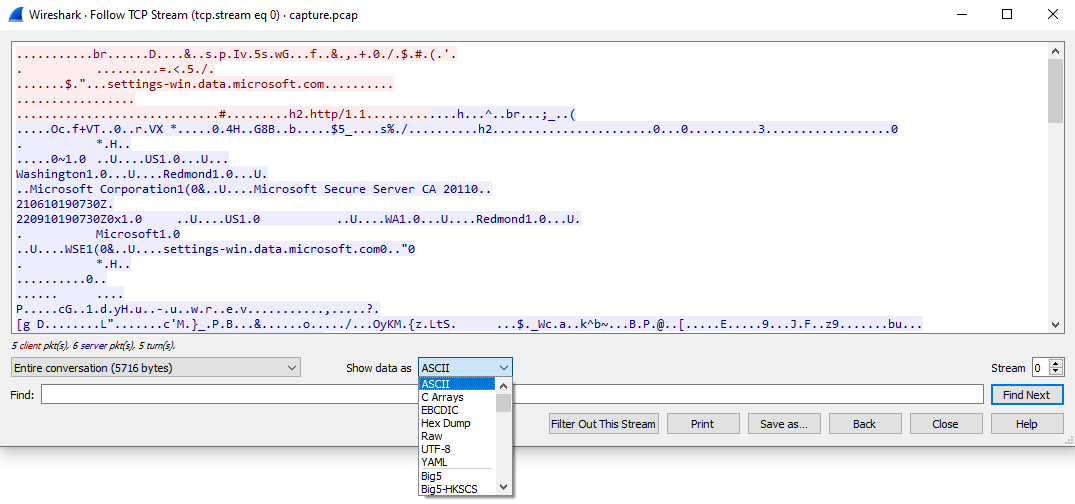 Wireshark · Follow TCP Stream (tcp.stream eq 0) · capture.pcap
...........br......D....&..s.p.Iv.5s.wG...f..&.,.+.0./.$.#.(.'.
. .........=.<.5./.
.......$."...settings-win.data.microsoft.com..........
.................
.............................#.........h2.http/1.1.............h...^..br...;_..(
.....Oc.f+VT..0..r.VX *.....0.4H..G8B..b.....$5_....s%./..........h2.......................0...0..........3..................0
. *.H..
.....0~1.0 ..U....US1.0...U...
Washington1.0...U....Redmond1.0...U.
..Microsoft Corporation1(0&..U....Microsoft Secure Server CA 20110..
210610190730Z.
220910190730Z0x1.0 ..U....US1.0 ..U....WA1.0...U....Redmond1.0...U.
. Microsoft1.0
..U....WSE1(0&..U....settings-win.data.microsoft.com0.."0
. *.H..
..........0..
...... ....
P.....cG..1.d.yH.u..-.u..w.r..e.v...........,.....?.
[g D........L".......c'M.}_.P.B...&......o...../...OyKM.{z.LtS. ...$._Wc.a..k^b~...B.P.@..[.....E.....9...J.F..z9.......bu...
5 client pkt(s), 6 server pkt(s), 5 turn(s).
Entire conversation (5716 bytes) Show data as ASCII Stream 0
ASCII
Find: Find Next
C Arrays
EBCDIC
Hex Dump
Filter Out This Stream Print Save as... Back Close Help
Raw
UTF-8
YAML
Big5
Big5-HKSCS